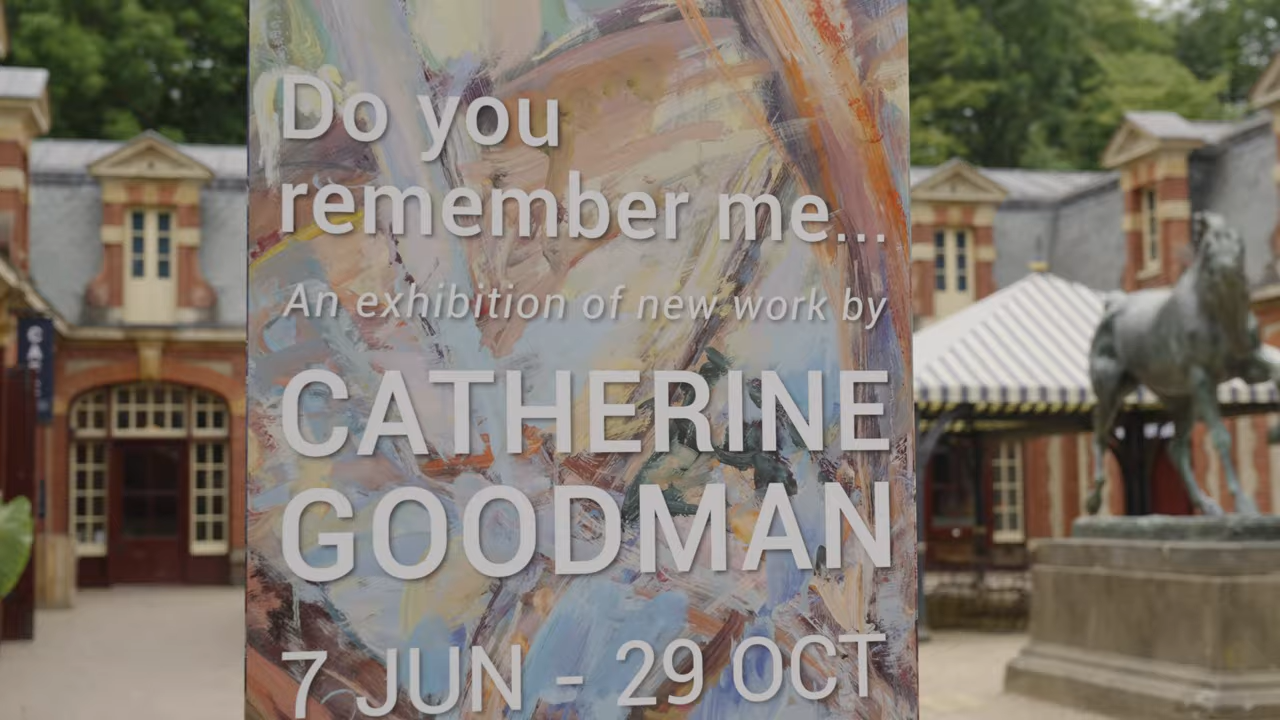 Do you
remember me...
An exhibition of new work by
CATHERINE
GOODMAN
7 JUN - 29 OCT